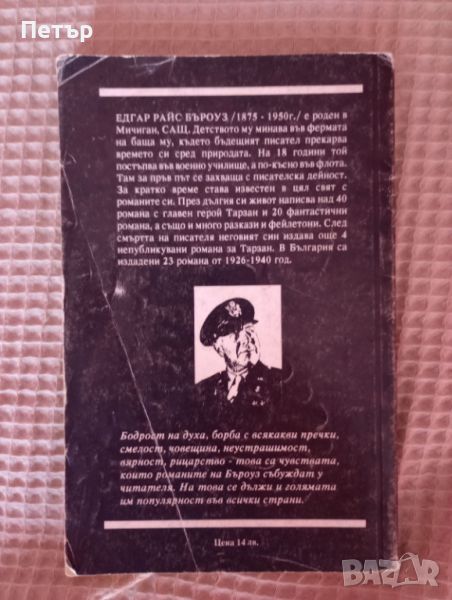 Петър
ЕДГАР РАЙС БЪРОУЗ /1875 - 1950г./ е роден в
Мичиган, САЩ. Детството му минава във фермата
на баща му, където бъдещият писател прекарва
времето си сред природата. На 18 години той
постъпва във военно училище, а по-късно във флота.
Там за пръв път се захваща с писателска дейност.
За кратко време става известен в цял свят с
романите си. През дългия си живот написва над 40
романа с главен герой Тарзан и 20 фантастични
романа, а също и много разкази и фейлетони. След
смъртта на писателя неговият син издава още 4
непубликувани романа за Тарзан. В България са
издадени 23 романа от 1926-1940 год.
Бодрост на духа, борба с всякакви пречки,
смелост, човещина, неустрашимост,
вярност, рицарство - това са чувствата,
които романите на Бъроуз събуждат у
читателя. На това се дължи и голямата
им популярност във всички страни.
Цена 14 лв.
BAZAR